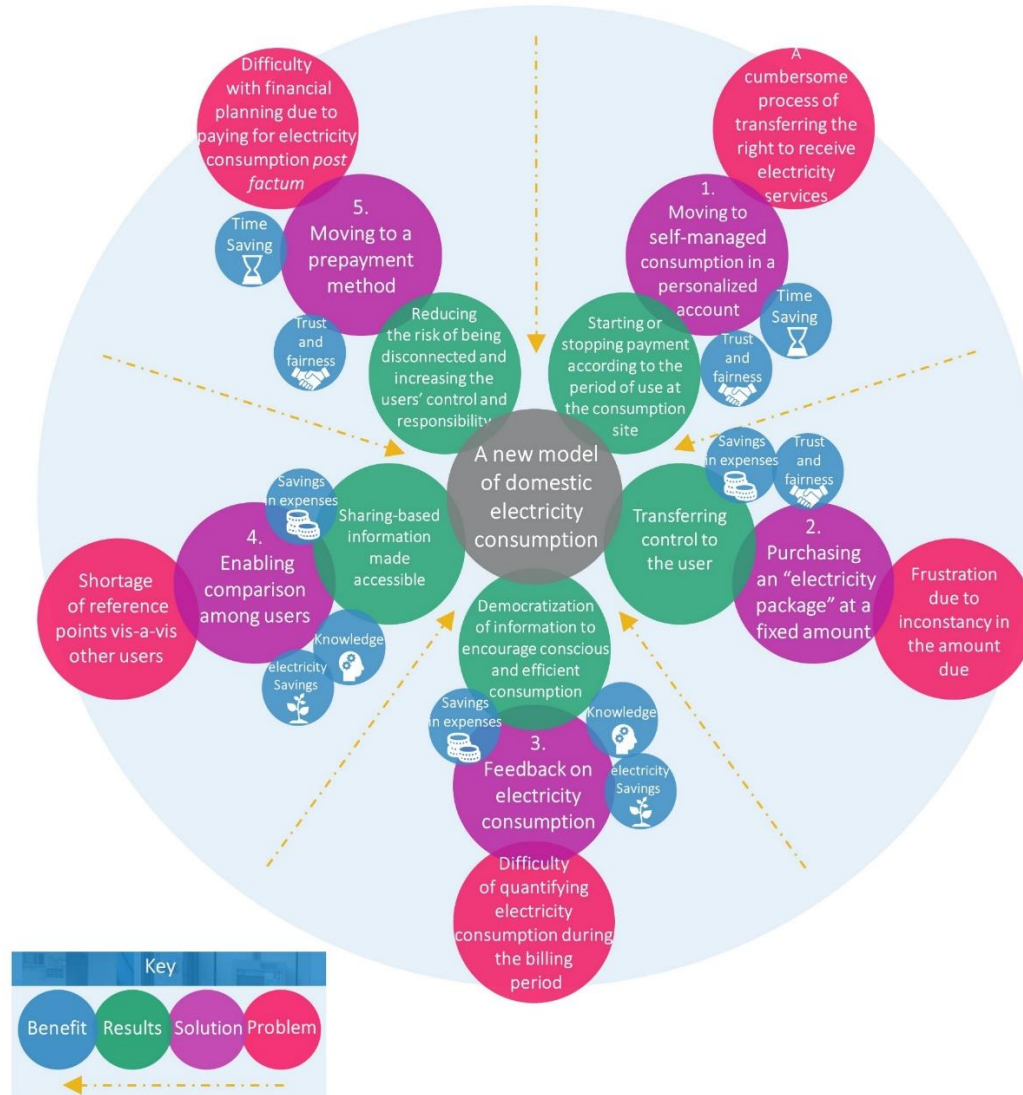 A
cumbersome
process of
transferring the
right to receive
electricity
services
1.
Moving to
self-managed
consumption in a
personalized
account
Time
Saving
Trust
and
fairness
Starting or
stopping payment
according to the
period of use at
the consumption
site
Savings
in expenses
Trust
and
fairness
Transferring
control to
the user
2.
Purchasing
an “electricity
package” at a
fixed amount
Frustration
due to
inconstancy in
the amount
due
Democratization
of information to
encourage conscious
and efficient
consumption
Savings
in expenses
Knowledge
electricity
Savings
3.
Feedback on
electricity
consumption
Difficulty
of quantifying
electricity
consumption during
the billing
period
Savings
in expenses
Sharing-based
information
made
accessible
4.
Enabling
comparison
among users
Knowledge
electricity
Savings
Shortage
of reference
points vis-a-vis
other users
Difficulty
with financial
planning due to
paying for electricity
consumption post
factum
5.
Moving to a
prepayment
method
Time
Saving
Trust
and
fairness
Reducing
the risk of being
disconnected and
increasing the
users’ control and
responsibility
A new model
of domestic
electricity
consumption
Key
Benefit
Results
Solution
Problem